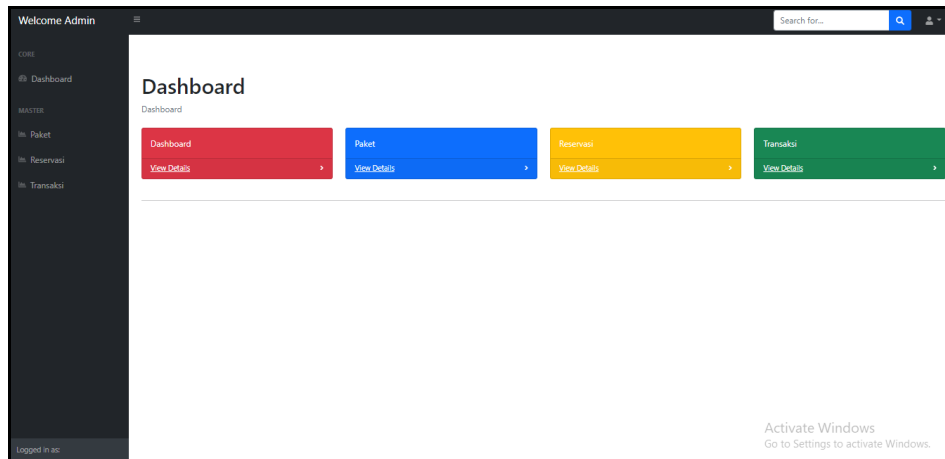 Welcome Admin
Search for...
CORE
Dashboard
MASTER
Paket
Reservasi
Transaksi
Logged in as:
Dashboard
Dashboard
Dashboard
View Details
Paket
View Details
Reservasi
View Details
Transaksi
View Details
Activate Windows
Go to Settings to activate Windows.